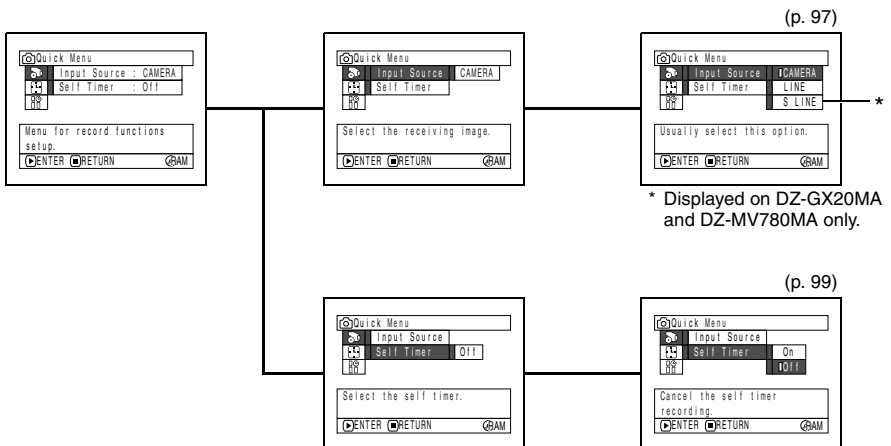 (p. 97)
Quick Menu
Input Source : CAMERA
Self Timer : Off
Menu for record functions
setup.
ENTER RETURN RAM
Quick Menu
Input Source CAMERA
Self Timer
Select the receiving image.
ENTER RETURN RAM
Quick Menu
Input Source CAMERA
Self Timer LINE
S LINE
*
Usually select this option.
ENTER RETURN RAM
* Displayed on DZ-GX20MA
and DZ-MV780MA only.
(p. 99)
Quick Menu
Input Source
Self Timer Off
Select the self timer.
ENTER RETURN RAM
Quick Menu
Input Source
Self Timer On
Off
Cancel the self timer
recording.
ENTER RETURN RAM